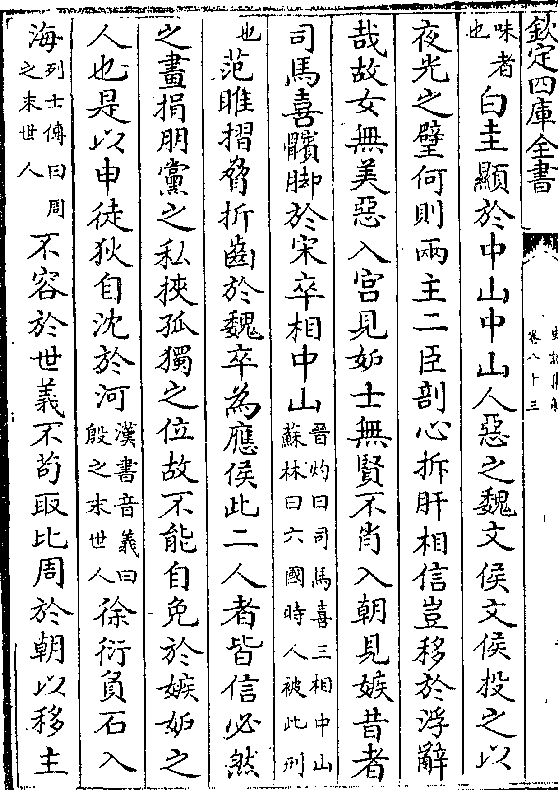 欽定四庫全書
卷八十三
味者也白圭顯於中山中山人惡之魏文侯文侯投之以
夜光之璧何則兩主二臣剖心拆肝相信豈移於浮辭
哉故女無美惡入宮見妬士無賢不肖入朝見嫉昔者
司馬喜髕脚於宋卒相中山晉灼曰司馬喜三相中山蘇林曰六國時人被此刑
也范雎摺脅折齒於魏卒為應侯此二人者皆信必然
之畫捐朋黨之私挾孤獨之位故不能自免於嫉妬之
人也是以申徒狄自沈於河漢書音義曰殷之末世人徐衍負石入
海列士傳曰周之末世人不容於世義不苟取比周於朝以移主